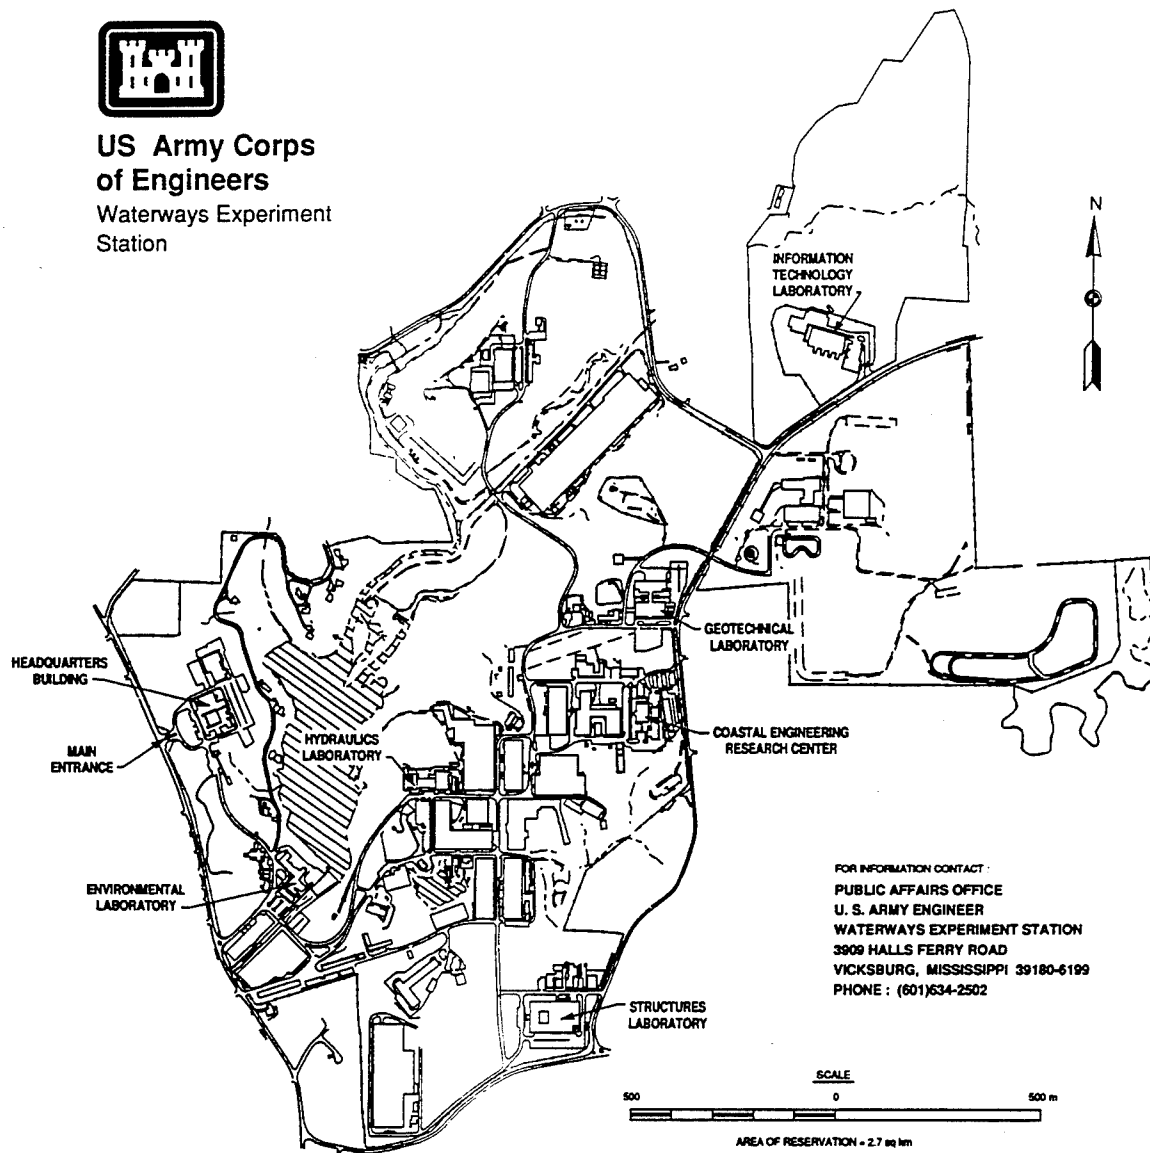 US Army Corps
of Engineers
Waterways Experiment
Station
N
INFORMATION
TECHNOLOGY
LABORATORY
GEOTECHNICAL
LABORATORY
HEADQUARTERS
BUILDING
MAIN
ENTRANCE
HYDRAULICS
LABORATORY
COASTAL ENGINEERING
RESEARCH CENTER
ENVIRONMENTAL
LABORATORY
STRUCTURES
LABORATORY
FOR INFORMATION CONTACT :
PUBLIC AFFAIRS OFFICE
U. S. ARMY ENGINEER
WATERWAYS EXPERIMENT STATION
3909 HALLS FERRY ROAD
VICKSBURG, MISSISSIPPI 39180-6199
PHONE : (601)634-2502
SCALE
500 0 500 m
AREA OF RESERVATION = 2.7 sq km